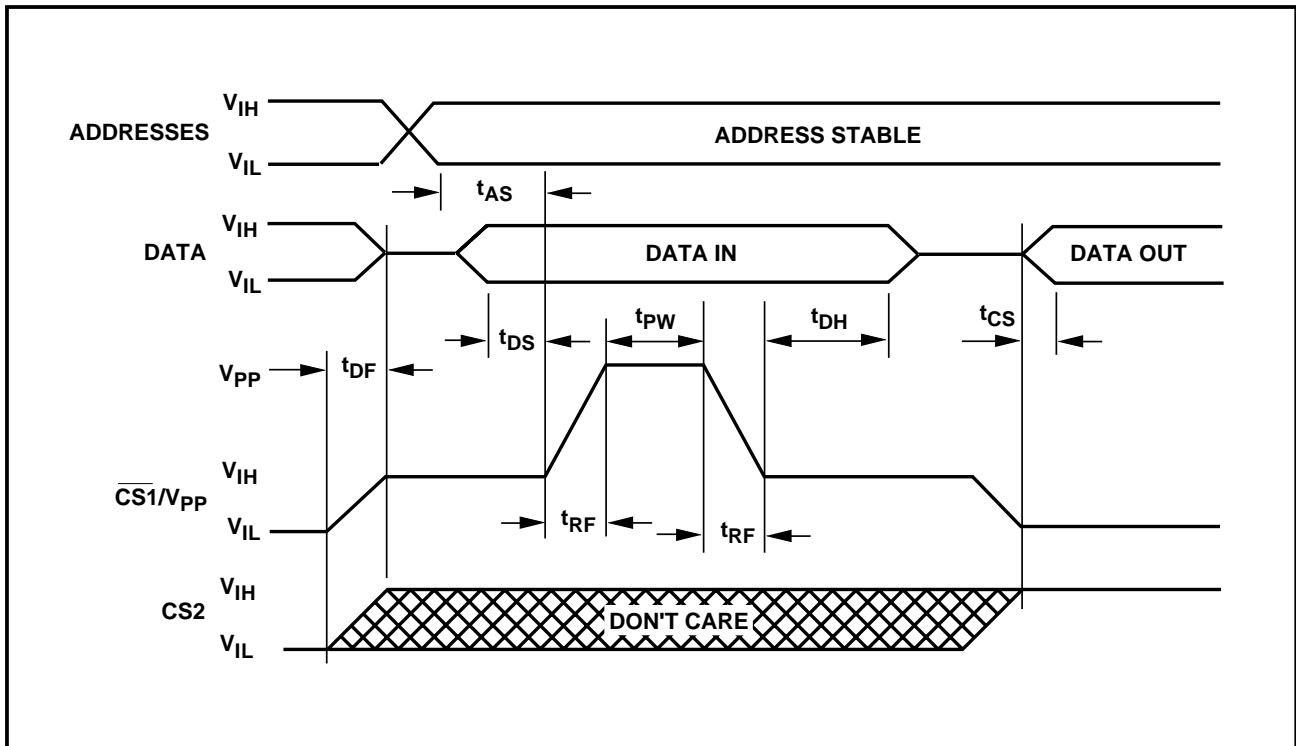 VIH
ADDRESSES
ADDRESS STABLE
VIL
tAS
VIH
DATA
DATA IN
DATA OUT
VIL
tPW
tDS
tDH
tCS
VPP
tDF
VIH
CS1/VPP
VIL
tRF
tRF
VIH
CS2
DON'T CARE
VIL